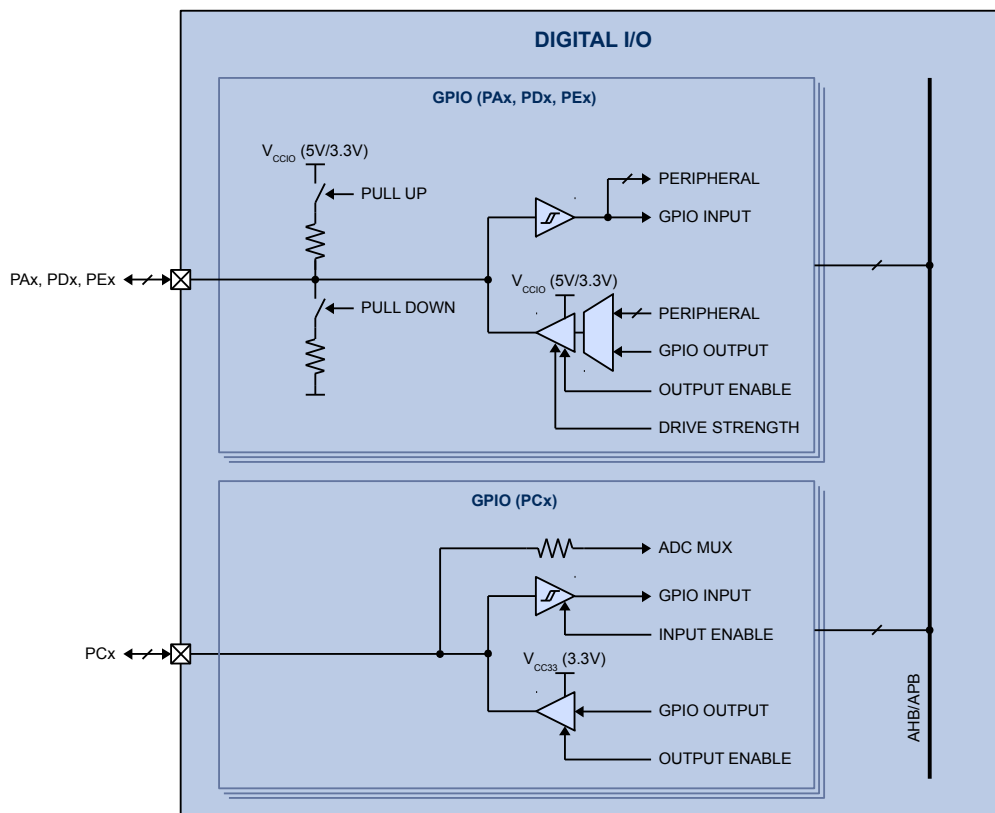 DIGITAL I/O
GPIO (PAx, PDx, PEx)
VCCIO (5V/3.3V)
PULL UP
PERIPHERAL
GPIO INPUT
PAx, PDx, PEx
VCCIO (5V/3.3V)
PULL DOWN
PERIPHERAL
GPIO OUTPUT
OUTPUT ENABLE
DRIVE STRENGTH
GPIO (PCx)
ADC MUX
GPIO INPUT
INPUT ENABLE
PCx
VCC33 (3.3V)
GPIO OUTPUT
OUTPUT ENABLE
AHB/APB